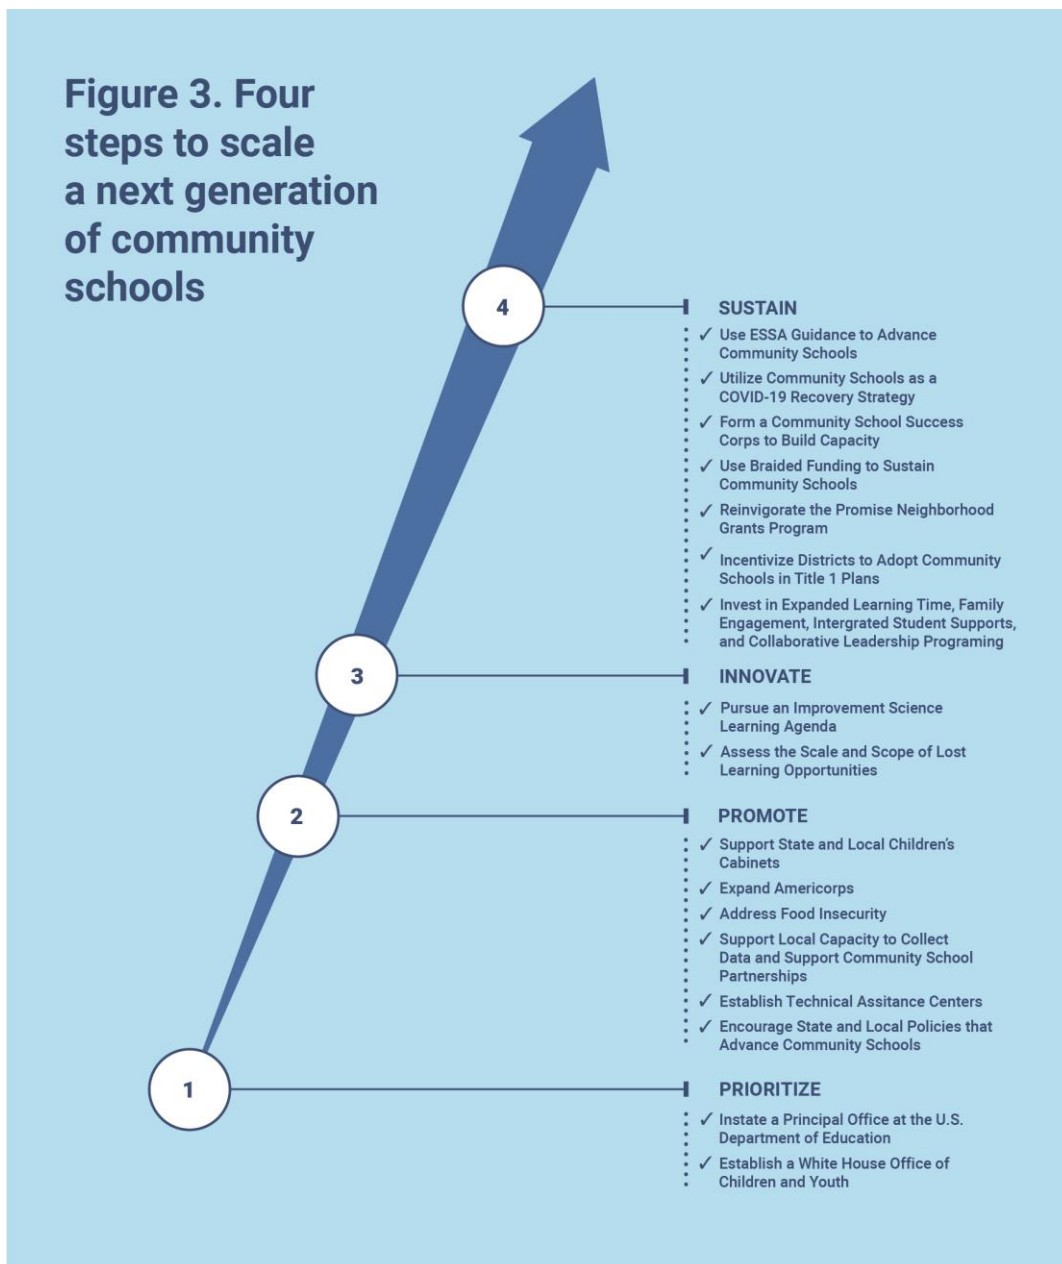 Figure 3. Four
steps to scale
a next generation
of community
schools
4
SUSTAIN
✓ Use ESSA Guidance to Advance
Community Schools
✓ Utilize Community Schools as a
COVID-19 Recovery Strategy
✓ Form a Community School Success
Corps to Build Capacity
✓ Use Braided Funding to Sustain
Community Schools
✓ Reinvigorate the Promise Neighborhood
Grants Program
✓ Incentivize Districts to Adopt Community
Schools in Title 1 Plans
✓ Invest in Expanded Learning Time, Family
Engagement, Intergrated Student Supports,
and Collaborative Leadership Programing
3
INNOVATE
✓ Pursue an Improvement Science
Learning Agenda
✓ Assess the Scale and Scope of Lost
Learning Opportunities
2
PROMOTE
✓ Support State and Local Children's
Cabinets
✓ Expand Americorps
✓ Address Food Insecurity
✓ Support Local Capacity to Collect
Data and Support Community School
Partnerships
✓ Establish Technical Assitance Centers
✓ Encourage State and Local Policies that
Advance Community Schools
1
PRIORITIZE
✓ Instate a Principal Office at the U.S.
Department of Education
✓ Establish a White House Office of
Children and Youth